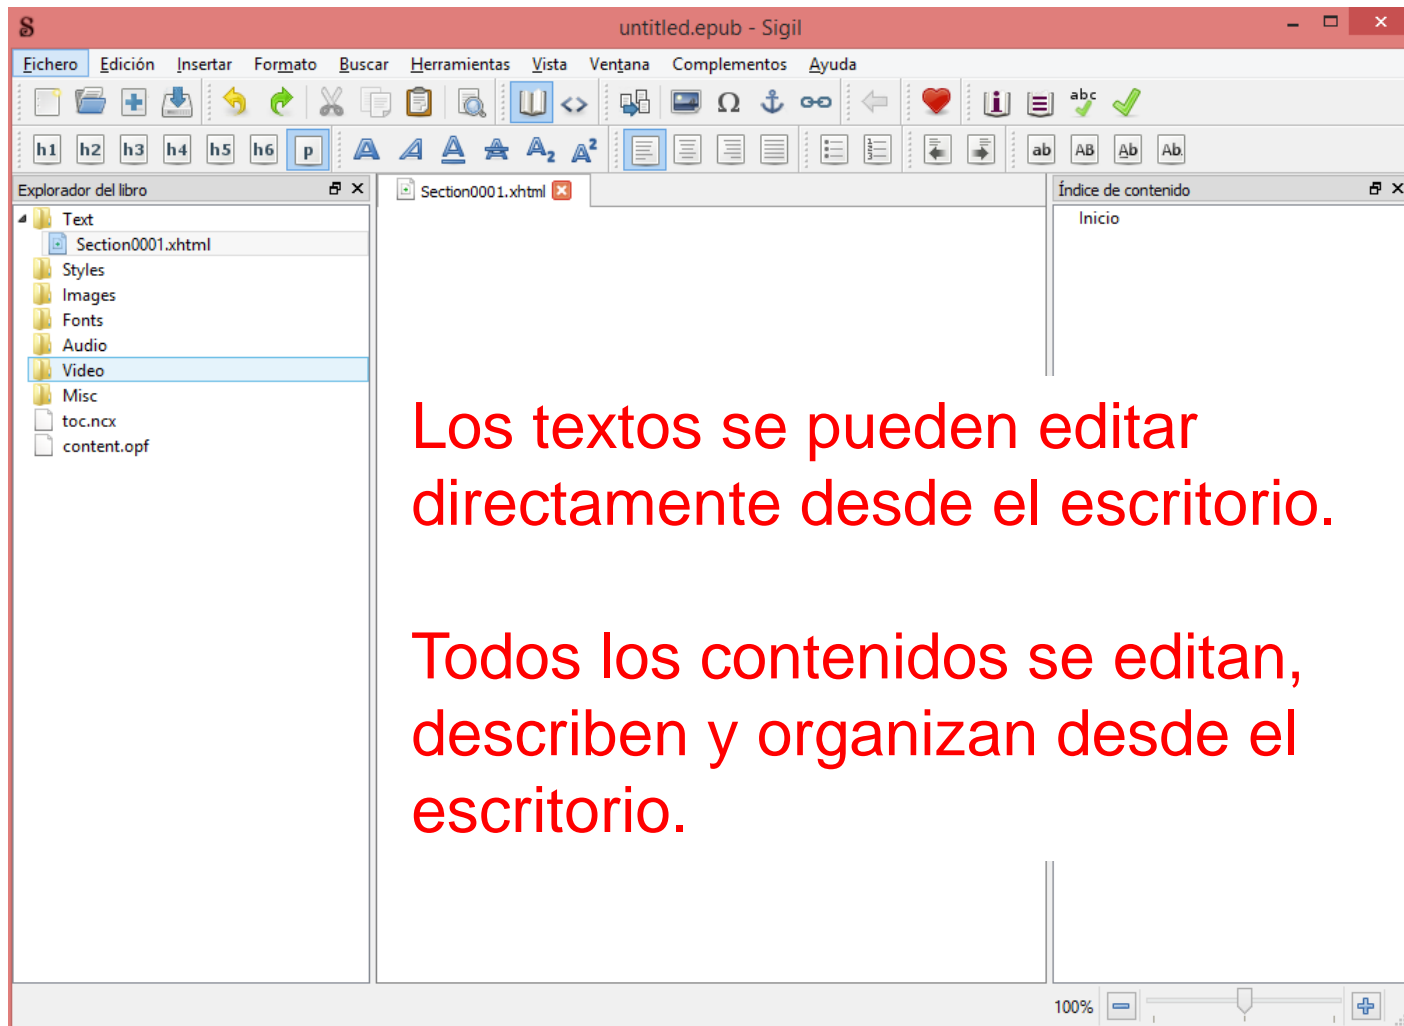 untitled.epub - Sigil
Fichero Edición Insertar Formato Buscar Herramientas Vista Ventana Complementos Ayuda
abc
h1 h2 h3 h4 h5 h6 p A A A A A₂ A² ab AB Ab Ab.
Explorador del libro
Section0001.xhtml
Índice de contenido
Text
Inicio
Section0001.xhtml
Styles
Images
Fonts
Audio
Video
Misc
toc.ncx
content.opf
Los textos se pueden editar
directamente desde el escritorio.
Todos los contenidos se editan,
describen y organizan desde el
escritorio.
100%